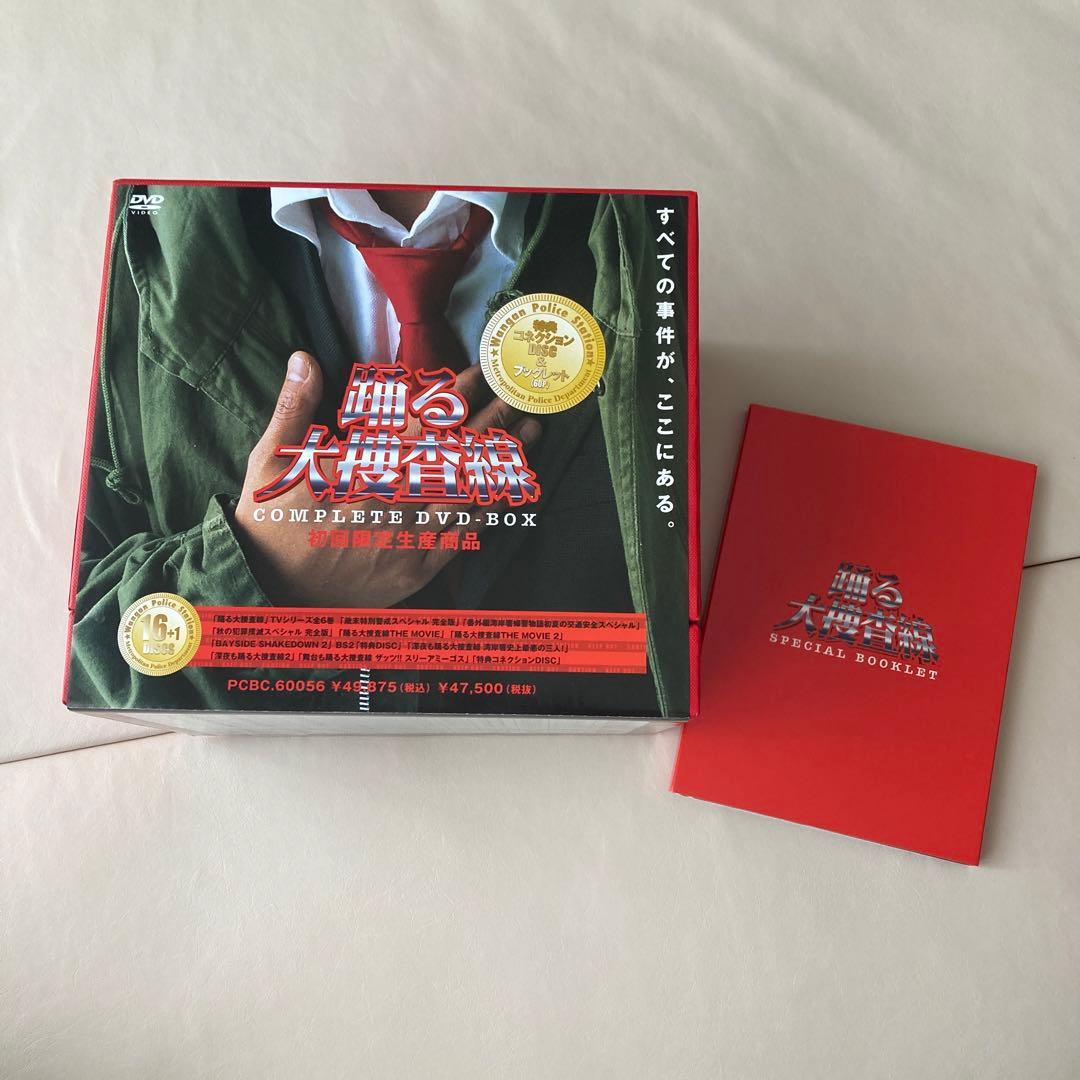 DVD
VIDEO
すべての事件が、ここにある。
★Wangan Police Station★
特典
コネクション
DISC
&
ブックレット
(60P)
Metropolitan Police Department
踊る
大捜査線
COMPLETE DVD-BOX
初回限定生産商品
Wangan Police Station
16+1
DISCS
Metropolitan Police Department
「踊る大捜査線」TVシリーズ全6巻「歳末特別警戒スペシャル 完全版」「番外編湾岸署婦警物語初夏の交通安全スペシャル」
「秋の犯罪撲滅スペシャル 完全版」「踊る大捜査線THE MOVIE」「踊る大捜査線THE MOVIE 2」
「BAYSIDE SHAKEDOWN 2」BS2「特典DISC」「深夜も踊る大捜査線 湾岸署史上最悪の三人!」
「深夜も踊る大捜査線2」「舞台も踊る大捜査線 ザッツ!! スリーアミーゴス」「特典コネクションDISC」
PCBC.60056 ¥49,875(税込) ¥47,500(税抜)
踊る
大捜査線
SPECIAL BOOKLET